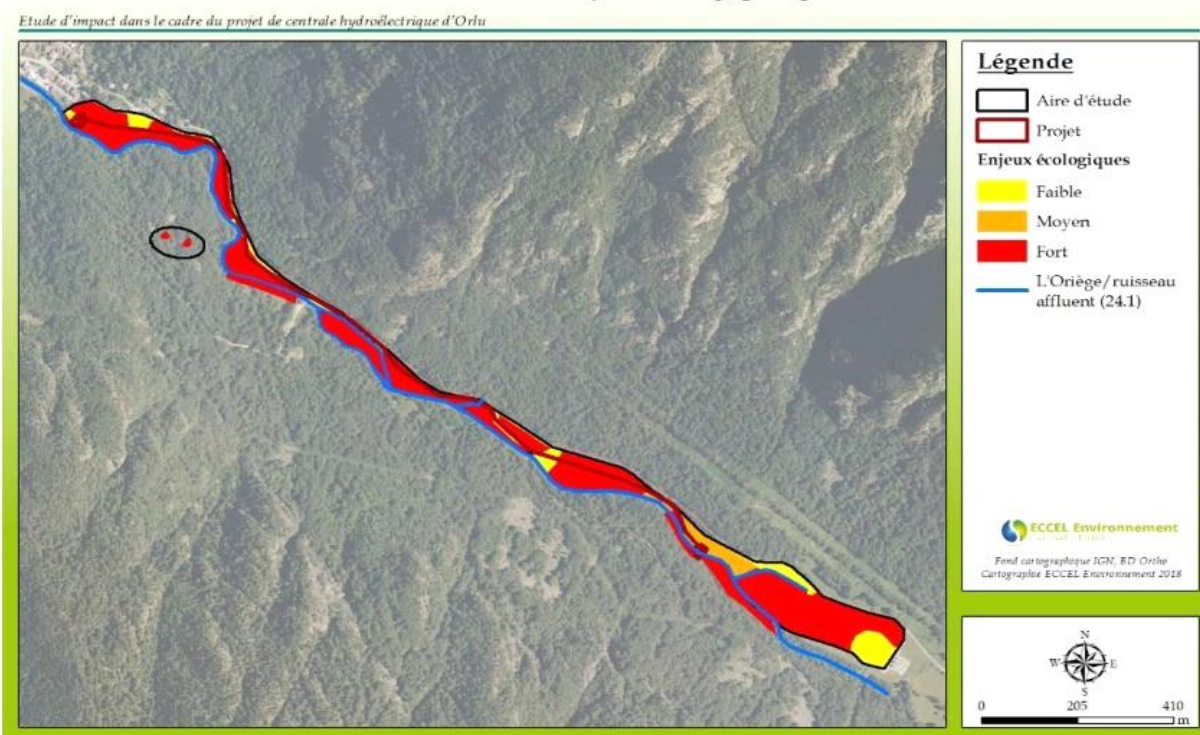 Etude d'impact dans le cadre du projet de centrale hydroélectrique d'Orlu
Légende
Aire d'étude
Projet
Enjeux écologiques
Faible
Moyen
Fort
L'Oriège/ruisseau
affluent (24.1)
ECCEL Environnement
Fond cartographique IGN, BD Ortho
Cartographie ECCEL Environnement 2018
N
W
E
S
0
205
410
m